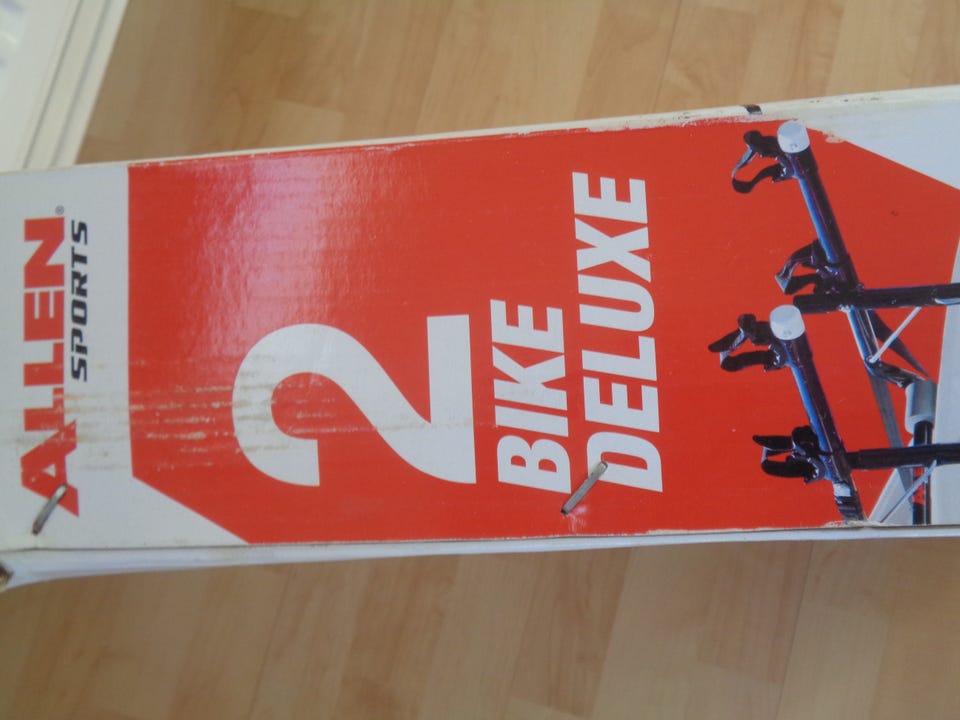 ALLEN®
SPORTS
2
BIKE
DELUXE